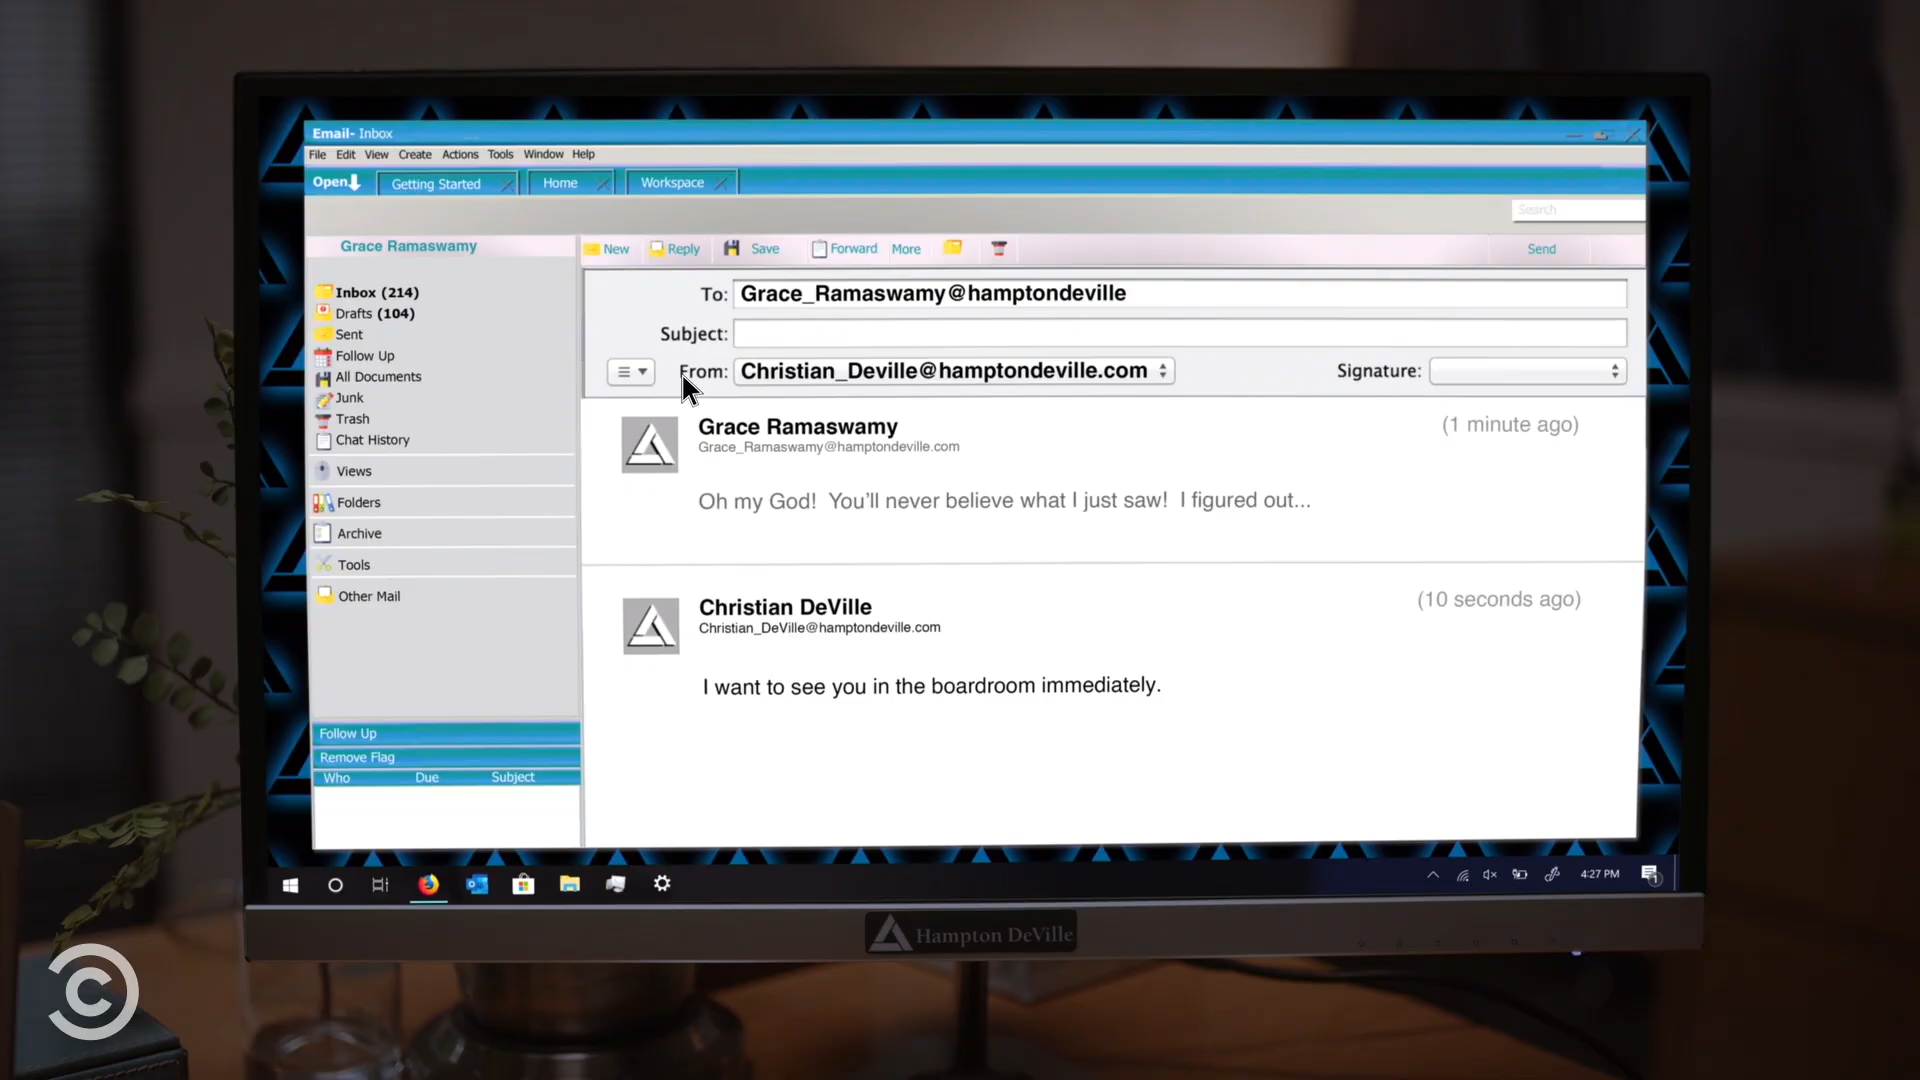 Email- Inbox
File Edit View Create Actions Tools Window Help
Open Getting Started Home Workspace
Search
Grace Ramaswamy
New Reply Save Forward More Send
Inbox (214)
Drafts (104)
Sent
Follow Up
All Documents
Junk
Trash
Chat History
Views
Folders
Archive
Tools
Other Mail
Follow Up
Remove Flag
Who Due Subject
To: Grace_Ramaswamy@hamptondeville
Subject:
From: Christian_Deville@hamptondeville.com Signature:
Grace Ramaswamy (1 minute ago)
Grace_Ramaswamy@hamptondeville.com
Oh my God! You’ll never believe what I just saw! I figured out...
Christian DeVille (10 seconds ago)
Christian_DeVille@hamptondeville.com
I want to see you in the boardroom immediately.
4:27 PM 1
Hampton DeVille